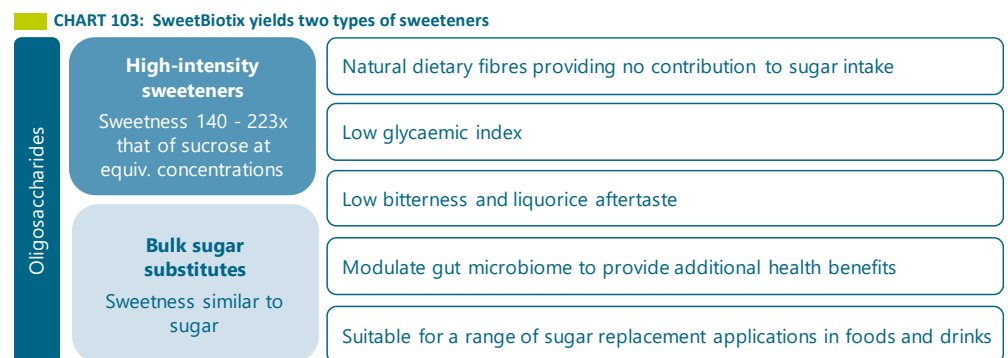 CHART 103: SweetBiotix yields two types of sweeteners
Oligosaccharides
High-intensity
sweeteners
Sweetness 140 - 223x
that of sucrose at
equiv. concentrations
Bulk sugar
substitutes
Sweetness similar to
sugar
Natural dietary fibres providing no contribution to sugar intake
Low glycaemic index
Low bitterness and liquorice aftertaste
Modulate gut microbiome to provide additional health benefits
Suitable for a range of sugar replacement applications in foods and drinks